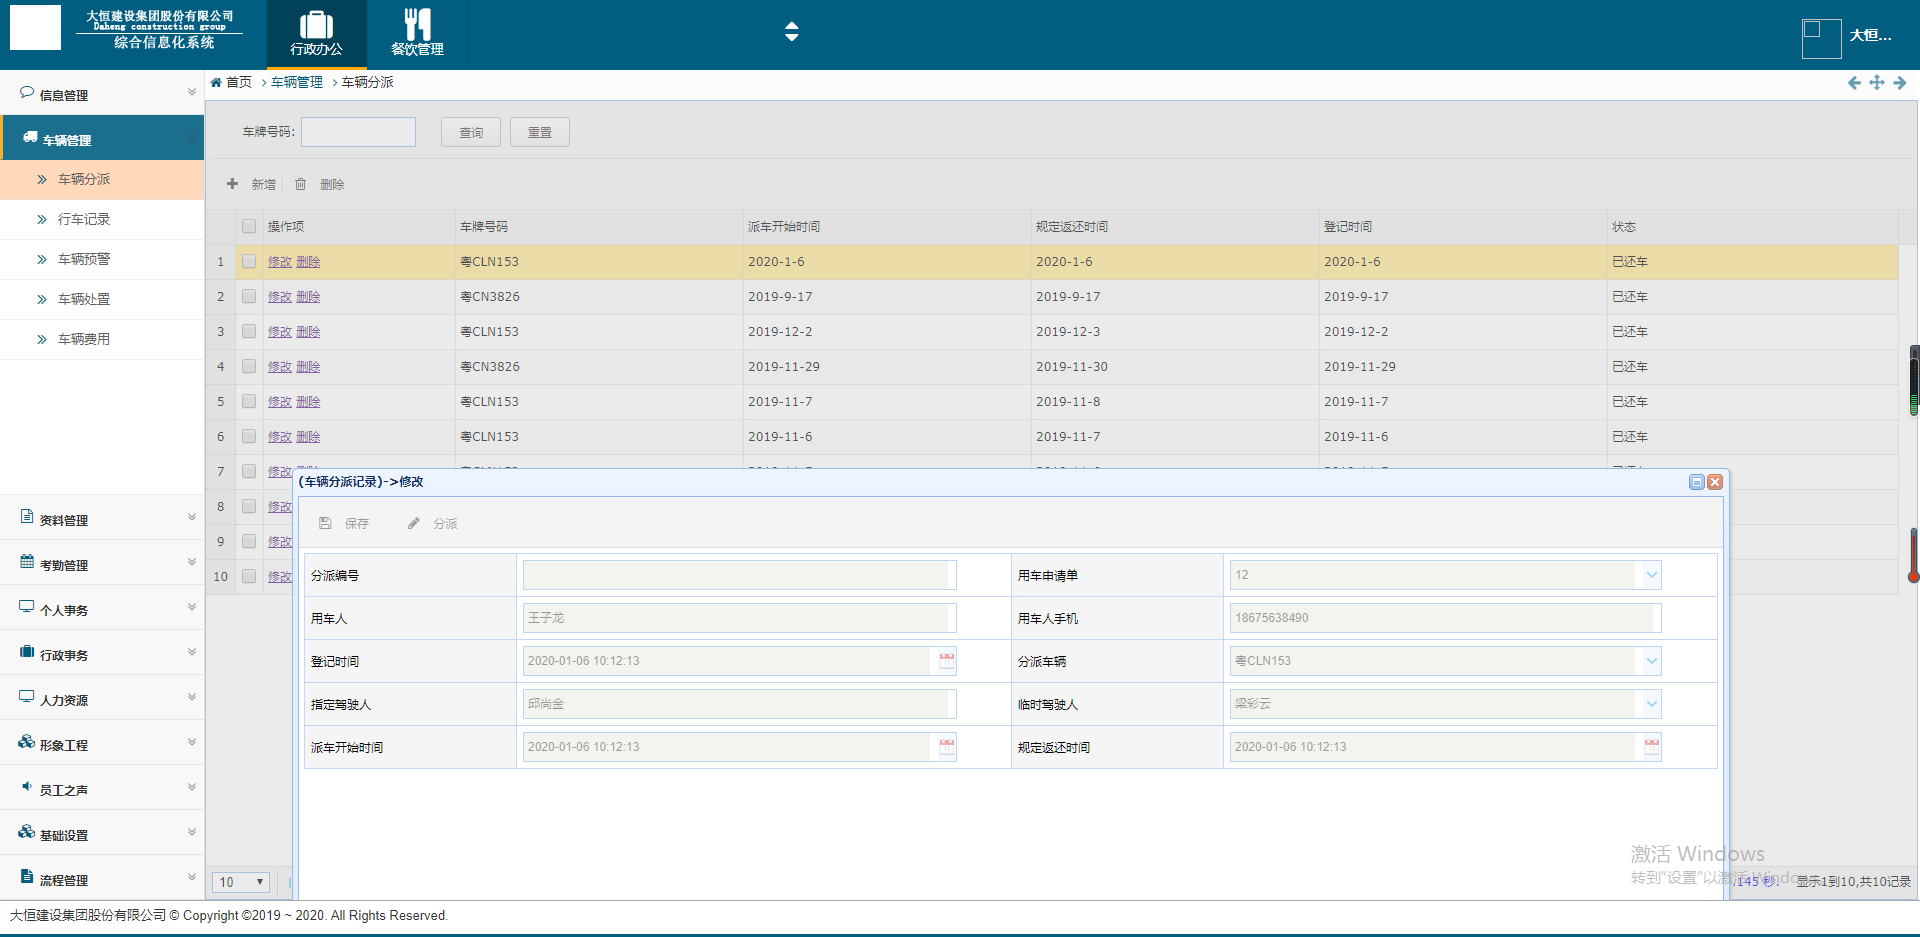 大恒建设集团股份有限公司
Daheng construction group
综合信息化系统
行政办公
餐饮管理
大恒...
首页 车辆管理 车辆分派
信息管理
车辆管理
车辆分派
行车记录
车辆预警
车辆处置
车辆费用
资料管理
考勤管理
个人事务
行政事务
人力资源
形象工程
员工之声
基础设置
流程管理
车牌号码: 查询 重置
新增 删除
操作项 车牌号码 派车开始时间 规定返还时间 登记时间 状态
1 修改 删除 粤CLN153 2020-1-6 2020-1-6 2020-1-6 已还车
2 修改 删除 粤CN3826 2019-9-17 2019-9-17 2019-9-17 已还车
3 修改 删除 粤CLN153 2019-12-2 2019-12-3 2019-12-2 已还车
4 修改 删除 粤CN3826 2019-11-29 2019-11-30 2019-11-29 已还车
5 修改 删除 粤CLN153 2019-11-7 2019-11-8 2019-11-7 已还车
6 修改 删除 粤CLN153 2019-11-6 2019-11-7 2019-11-6 已还车
7 修改
8 修改
9 修改
10 修改
(车辆分派记录)->修改
保存 分派
分派编号 用车申请单 12
用车人 王子龙 用车人手机 18675638490
登记时间 2020-01-06 10:12:13 分派车辆 粤CLN153
指定驾驶人 邱尚金 临时驾驶人 梁彩云
派车开始时间 2020-01-06 10:12:13 规定返还时间 2020-01-06 10:12:13
激活 Windows
转到“设置”以激活 Windows。
10
145 秒. 显示1到10,共10记录
大恒建设集团股份有限公司 © Copyright ©2019 ~ 2020. All Rights Reserved.